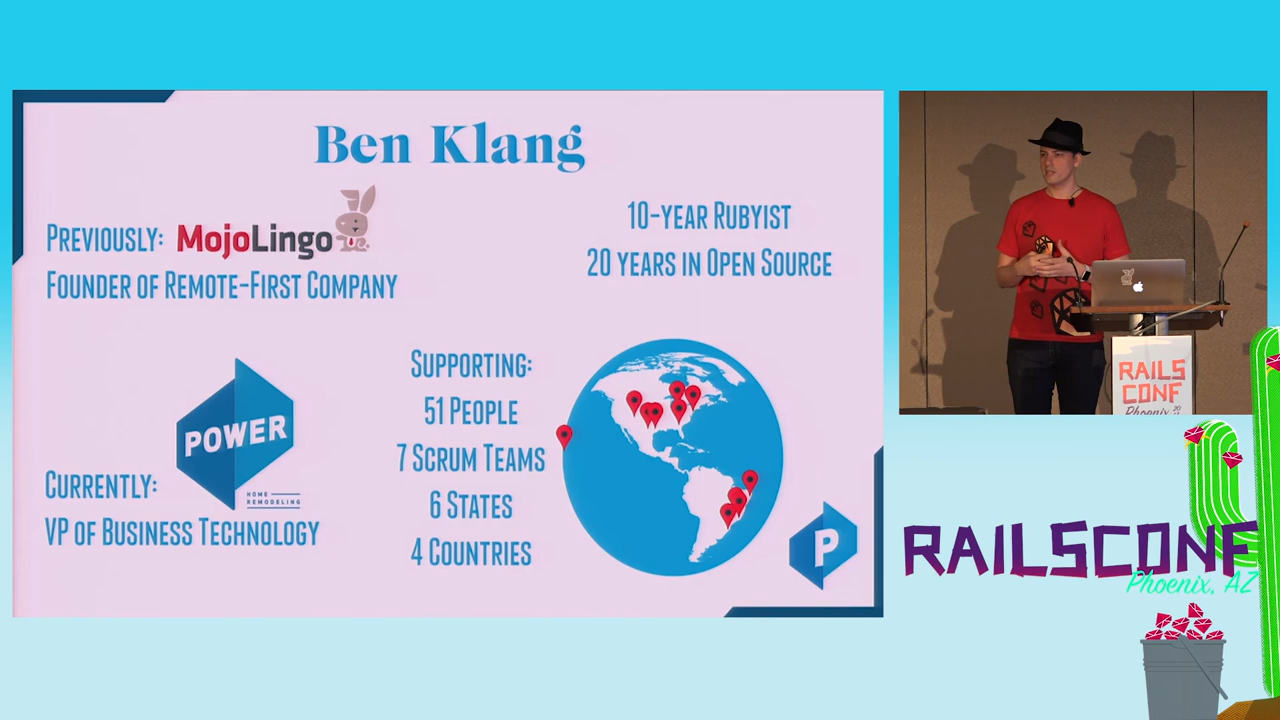 Ben Klang
Previously: MojoLingo
Founder of Remote-First Company
10-year Rubyist
20 years in Open Source
POWER
HOME
REMODELING
Currently:
VP of Business Technology
Supporting:
51 People
7 Scrum Teams
6 States
4 Countries
P
RAILS
CONF
Phoenix
RAILSCONF
Phoenix, AZ